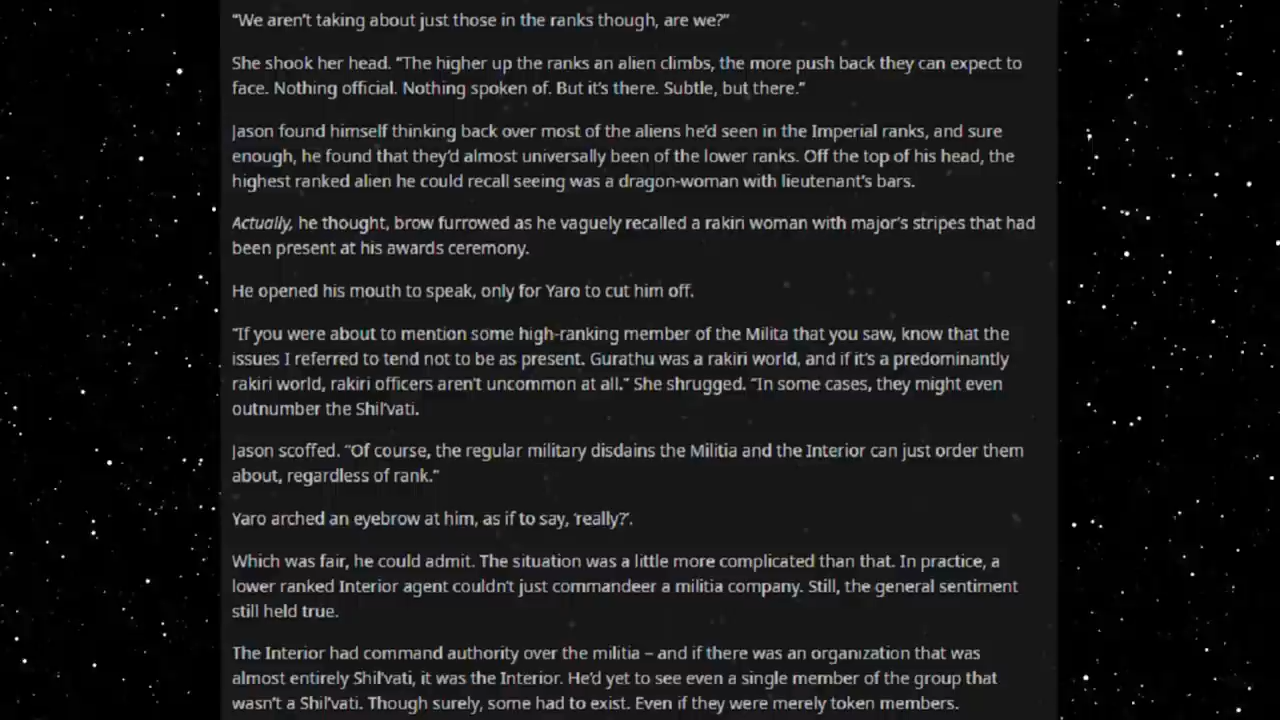 “We aren’t taking about just those in the ranks though, are we?”
She shook her head. “The higher up the ranks an alien climbs, the more push back they can expect to
face. Nothing official. Nothing spoken of. But it’s there. Subtle, but there.”
Jason found himself thinking back over most of the aliens he’d seen in the Imperial ranks, and sure
enough, he found that they’d almost universally been of the lower ranks. Off the top of his head, the
highest ranked alien he could recall seeing was a dragon-woman with lieutenant’s bars.
Actually, he thought, brow furrowed as he vaguely recalled a rakiri woman with major’s stripes that had
been present at his awards ceremony.
He opened his mouth to speak, only for Yaro to cut him off.
“If you were about to mention some high-ranking member of the Milita that you saw, know that the
issues I referred to tend not to be as present. Gurathu was a rakiri world, and if it’s a predominantly
rakiri world, rakiri officers aren’t uncommon at all.” She shrugged. “In some cases, they might even
outnumber the Shil’vati.
Jason scoffed. “Of course, the regular military disdains the Militia and the Interior can just order them
about, regardless of rank.”
Yaro arched an eyebrow at him, as if to say, ‘really?’.
Which was fair, he could admit. The situation was a little more complicated than that. In practice, a
lower ranked Interior agent couldn’t just commandeer a militia company. Still, the general sentiment
still held true.
The Interior had command authority over the militia – and if there was an organization that was
almost entirely Shil’vati, it was the Interior. He’d yet to see even a single member of the group that
wasn’t a Shil’vati. Though surely, some had to exist. Even if they were merely token members.